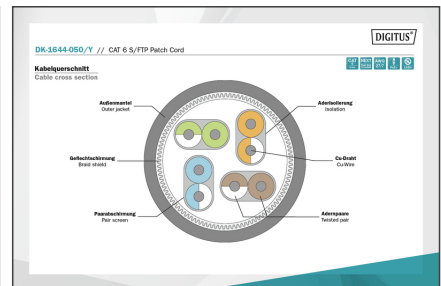 DIGITUS®
DK-1644-050/Y // CAT 6 S/FTP Patch Cord
Kabelquerschnitt
Cable cross section
Außenmantel
Outer jacket
Aderisolierung
Isolation
Geflechtschirmung
Braid shield
Cu-Draht
Cu-Wire
Paarabschirmung
Pair screen
Adernpaare
Twisted pair